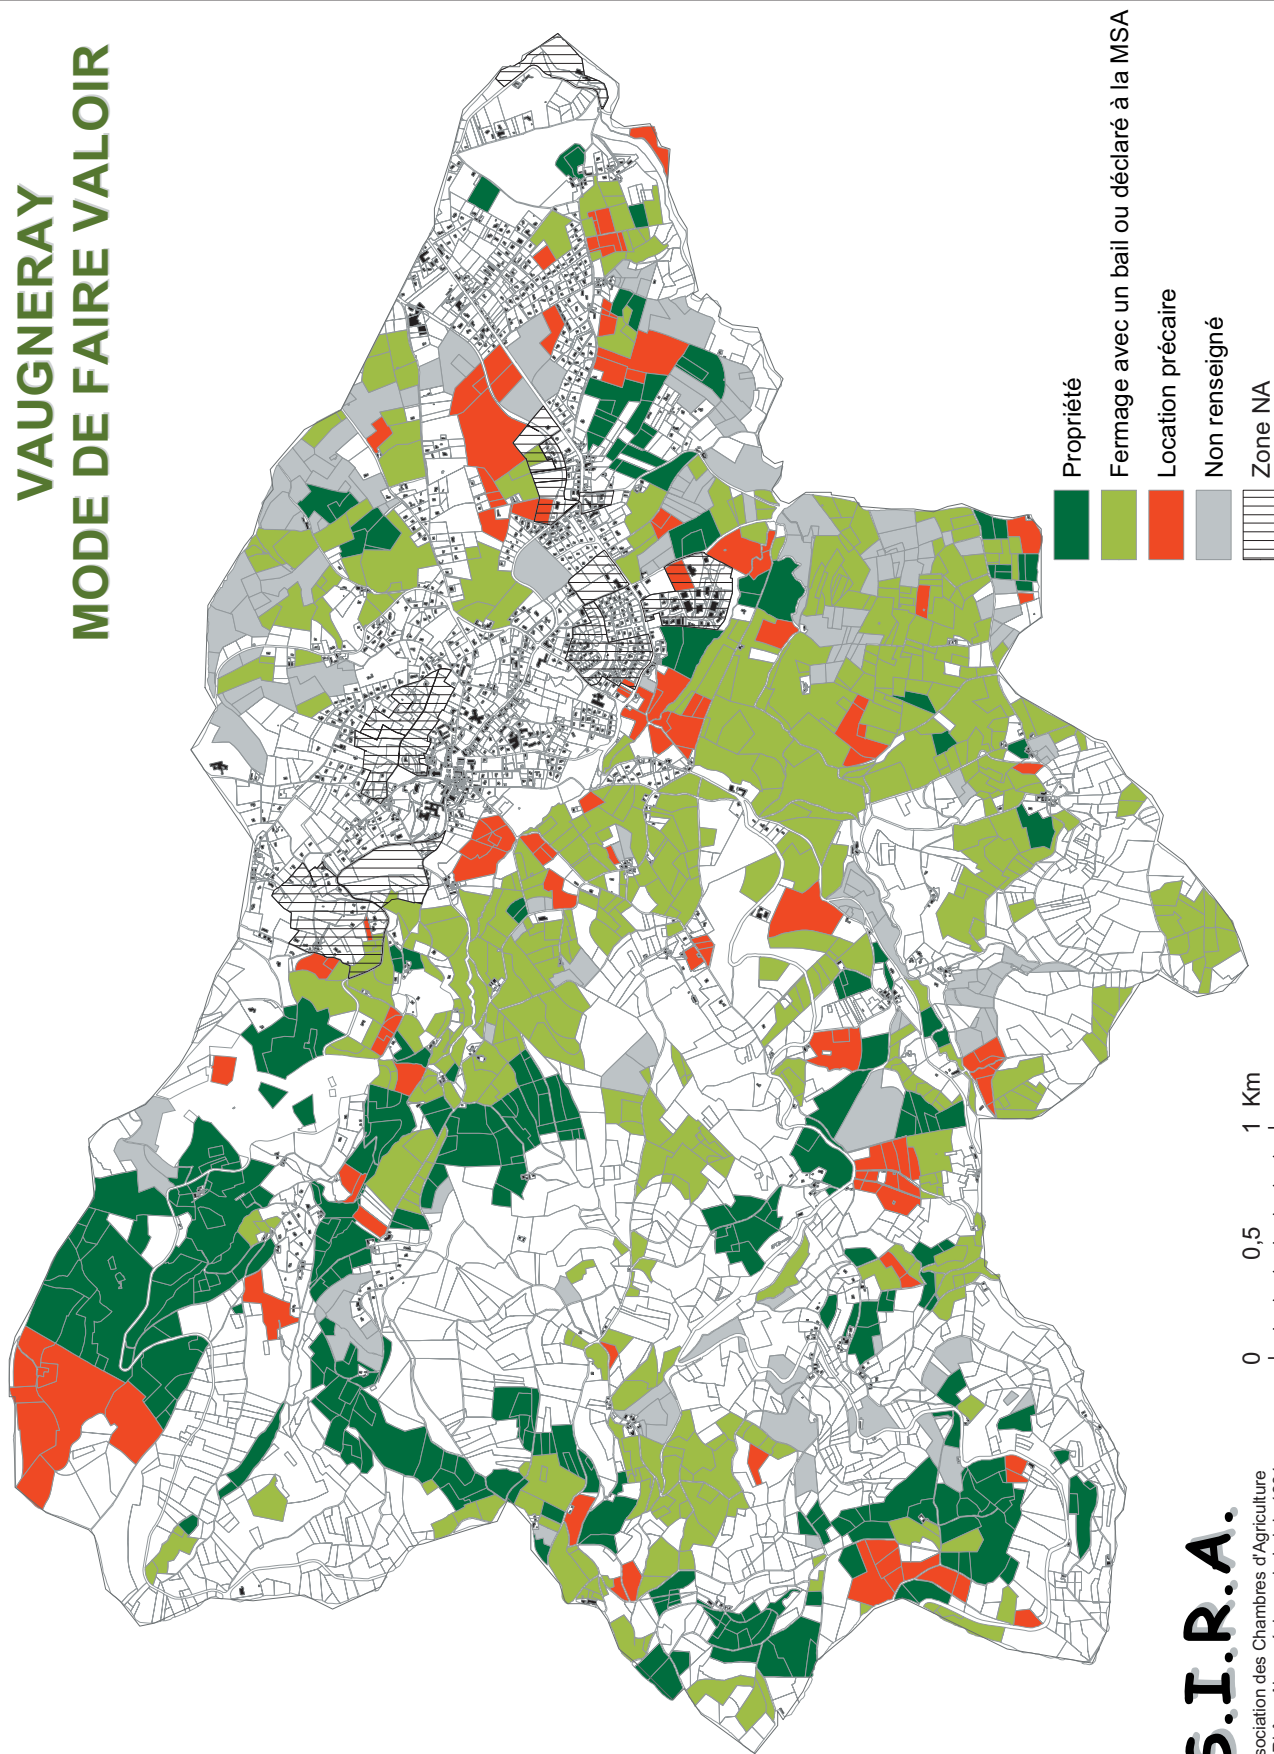 VAUGNERAY
MODE DE FAIRE VALOIR
Propriété
Fermage avec un bail ou déclaré à la MSA
Location précaire
Non renseigné
Zone NA
0 0,5 1 Km
.I.R.A.
sociation des Chambres d'Agriculture